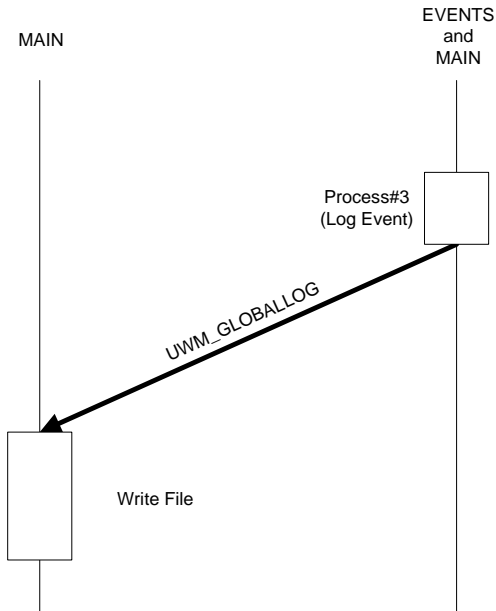 EVENTS
and
MAIN
MAIN
Process#3
(Log Event)
UWM_GLOBALLOG
Write File